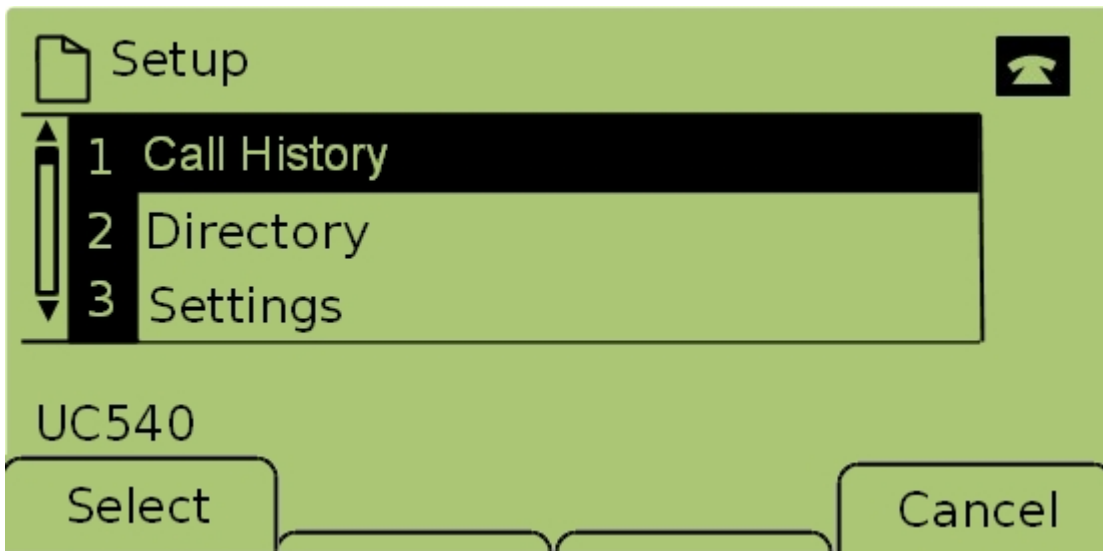 Setup
1 Call History
2 Directory
3 Settings
UC540
Select Cancel